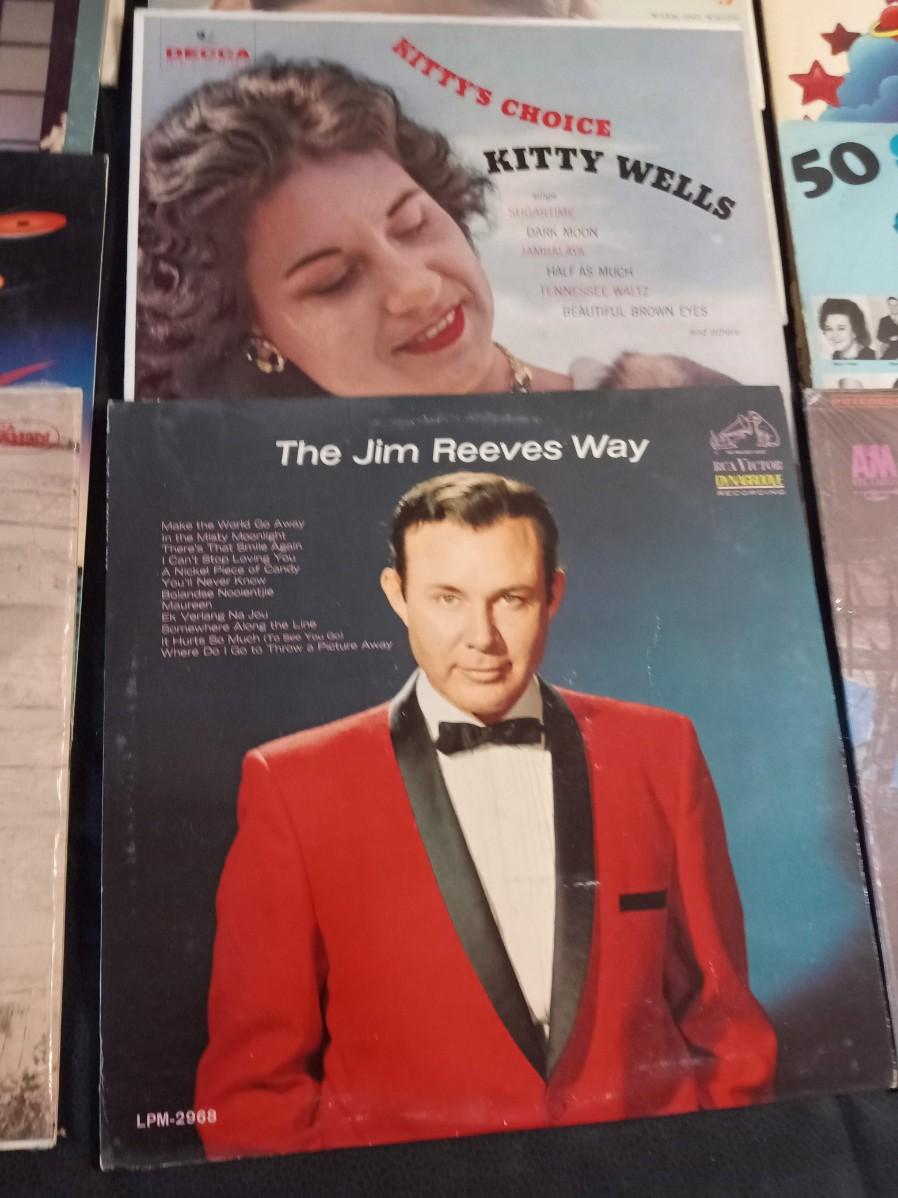 DECCA
KITTY'S CHOICE
KITTY WELLS
sings
SUGARTIME
DARK MOON
JAMBALAYA
HALF AS MUCH
TENNESSEE WALTZ
BEAUTIFUL BROWN EYES
and others
50
The Jim Reeves Way
RCA VICTOR
DYNAGROOVE
RECORDING
Make the World Go Away
In the Misty Moonlight
There's That Smile Again
I Can't Stop Loving You
A Nickel Piece of Candy
You'll Never Know
Bolandse Nooientjie
Maureen
Ek Verlang Na Jou
Somewhere Along the Line
It Hurts So Much (To See You Go)
Where Do I Go to Throw a Picture Away
LPM-2968
A&M